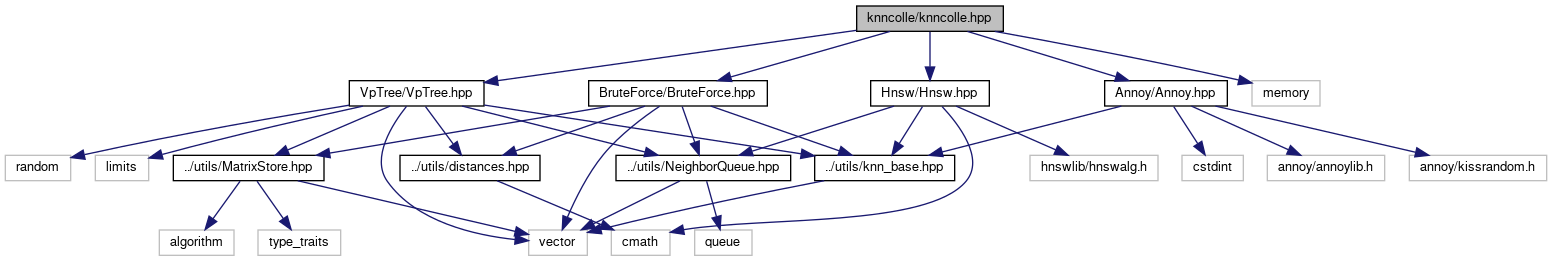 knncolle/knncolle.hpp
VpTree/VpTree.hpp
BruteForce/BruteForce.hpp
Hnsw/Hnsw.hpp
Annoy/Annoy.hpp
memory
random
limits
../utils/MatrixStore.hpp
../utils/distances.hpp
../utils/NeighborQueue.hpp
../utils/knn_base.hpp
hnswlib/hnswalg.h
cstdint
annoy/annoylib.h
annoy/kissrandom.h
algorithm
type_traits
vector
cmath
queue